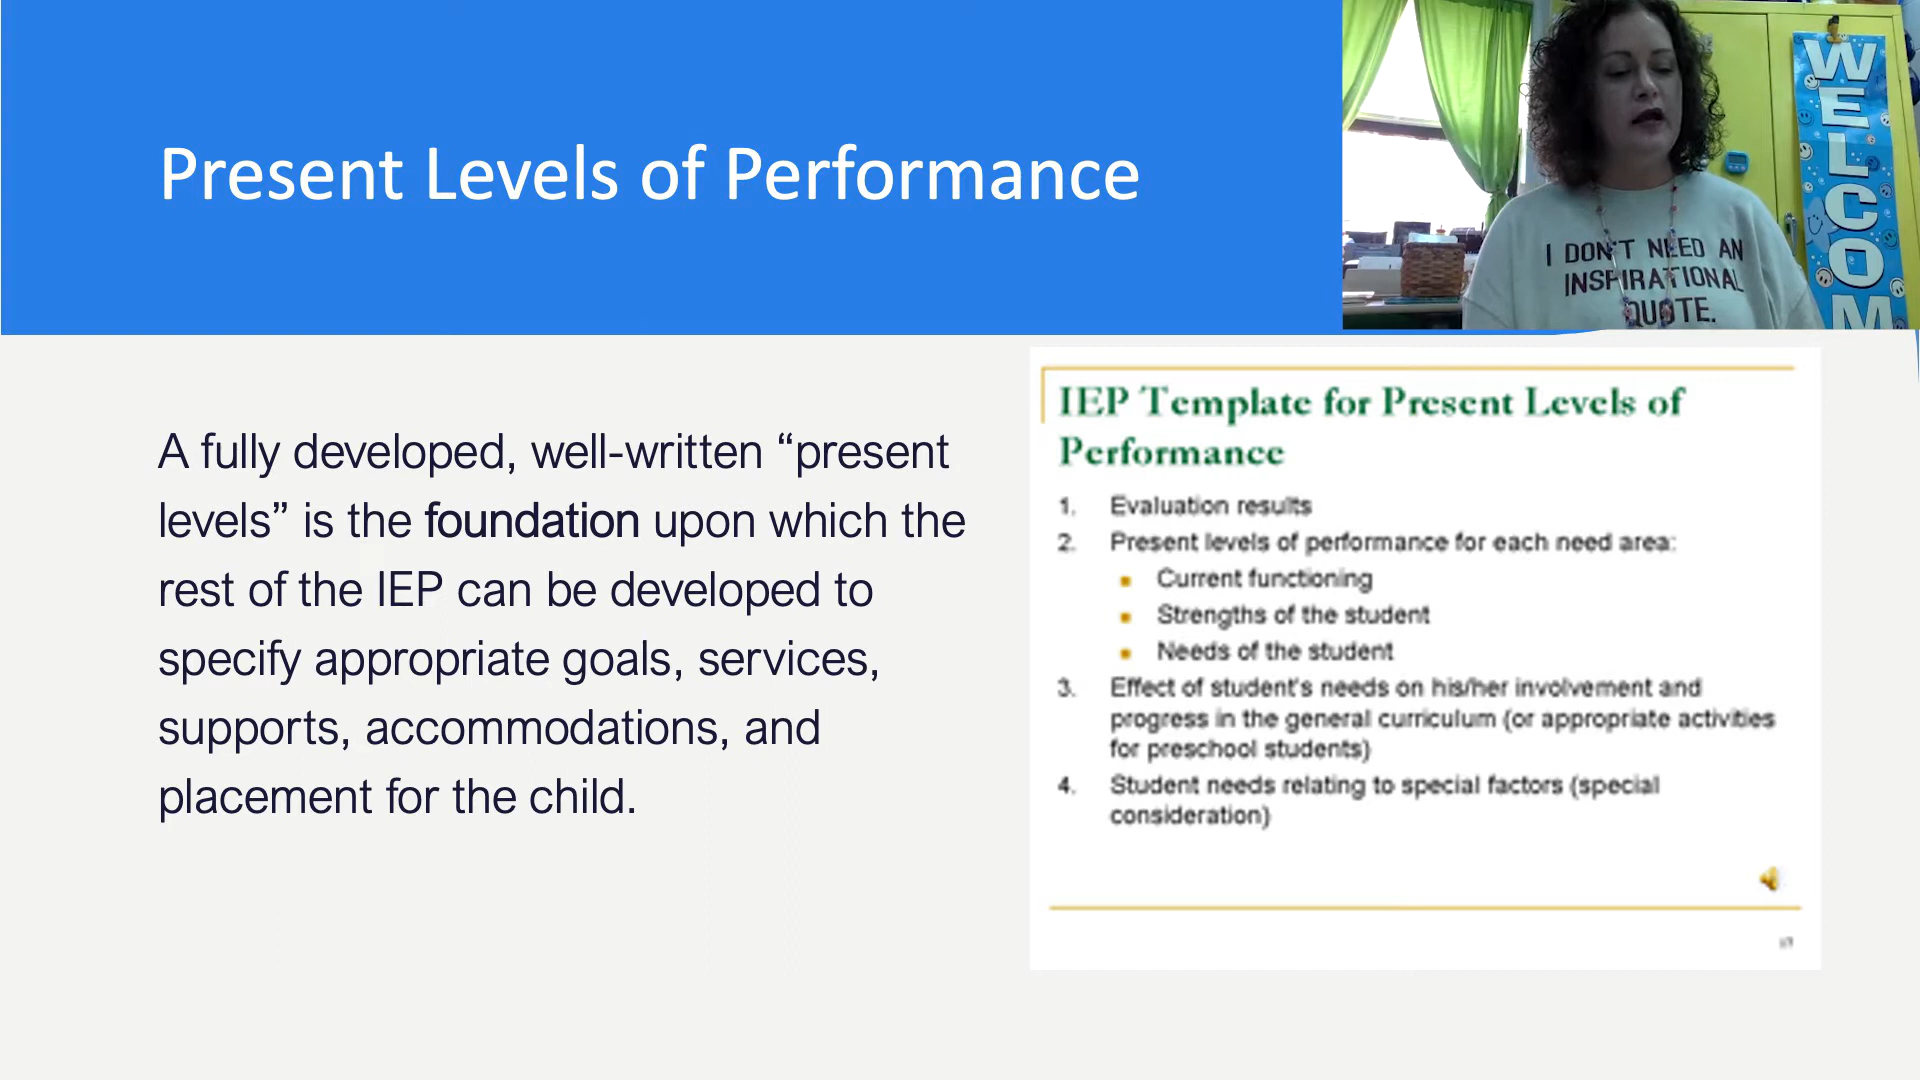 Present Levels of Performance
WELCOM
I DON'T NEED AN
INSPIRATIONAL
QUOTE.
A fully developed, well-written “present
levels” is the foundation upon which the
rest of the IEP can be developed to
specify appropriate goals, services,
supports, accommodations, and
placement for the child.
IEP Template for Present Levels of
Performance
1. Evaluation results
2. Present levels of performance for each need area:
Current functioning
Strengths of the student
Needs of the student
3. Effect of student's needs on his/her involvement and
progress in the general curriculum (or appropriate activities
for preschool students)
4. Student needs relating to special factors (special
consideration)